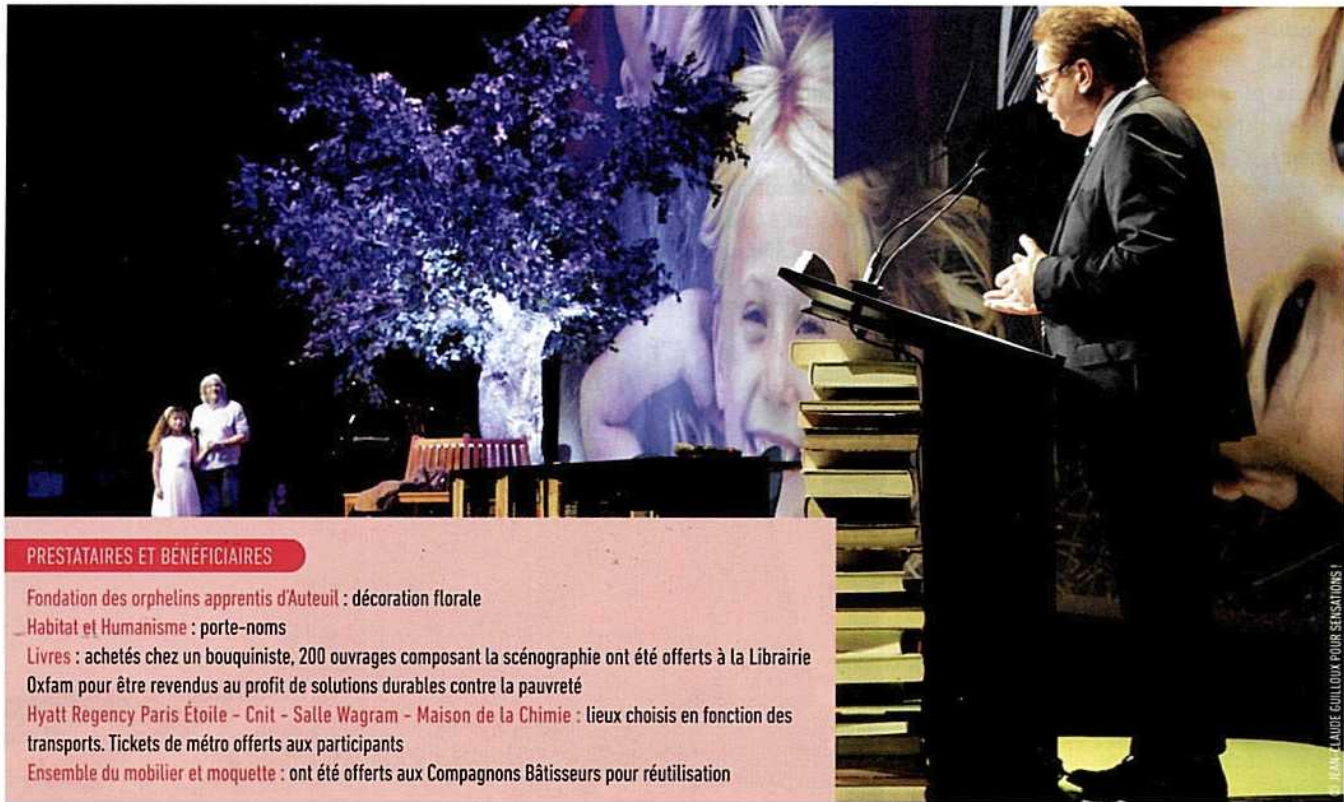 PRESTATAIRES ET BÉNÉFICIAIRES
Fondation des orphelins apprentis d'Auteuil : décoration florale
Habitat et Humanisme : porte-noms
Livres : achetés chez un bouquiniste, 200 ouvrages composant la scénographie ont été offerts à la Librairie
Oxfam pour être revendus au profit de solutions durables contre la pauvreté
Hyatt Regency Paris Étoile - Cnit - Salle Wagram - Maison de la Chimie : lieux choisis en fonction des
transports. Tickets de métro offerts aux participants
Ensemble du mobilier et moquette : ont été offerts aux Compagnons Bâtisseurs pour réutilisation
© JEAN-CLAUDE GUILLOUX POUR SENSATIONS !